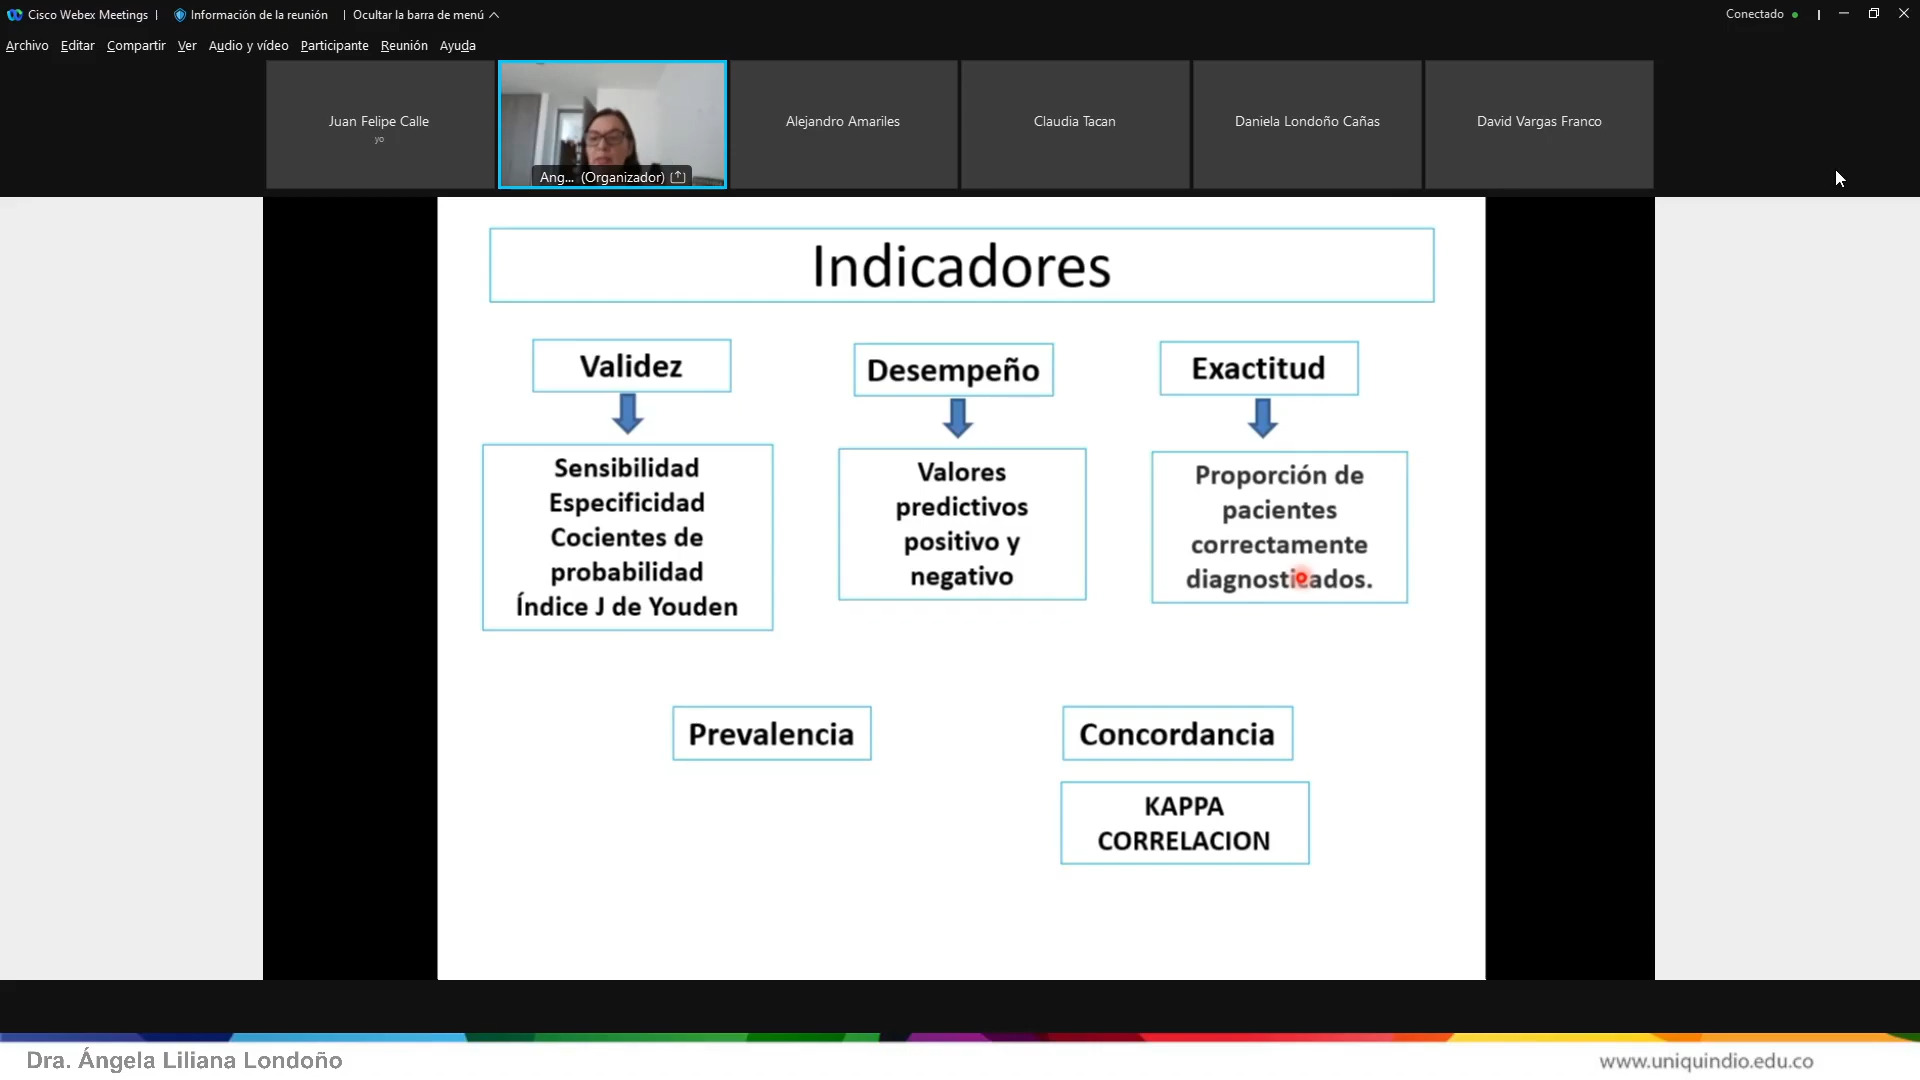 Cisco Webex Meetings | Información de la reunión | Ocultar la barra de menú
Conectado
Archivo Editar Compartir Ver Audio y vídeo Participante Reunión Ayuda
Juan Felipe Calle
yo
Ang... (Organizador)
Alejandro Amariles
Claudia Tacan
Daniela Londoño Cañas
David Vargas Franco
Indicadores
Validez
Sensibilidad
Especificidad
Cocientes de
probabilidad
Índice J de Youden
Desempeño
Valores
predictivos
positivo y
negativo
Exactitud
Proporción de
pacientes
correctamente
diagnosticados.
Prevalencia
Concordancia
KAPPA
CORRELACION
Dra. Ángela Liliana Londoño
www.uniquindio.edu.co